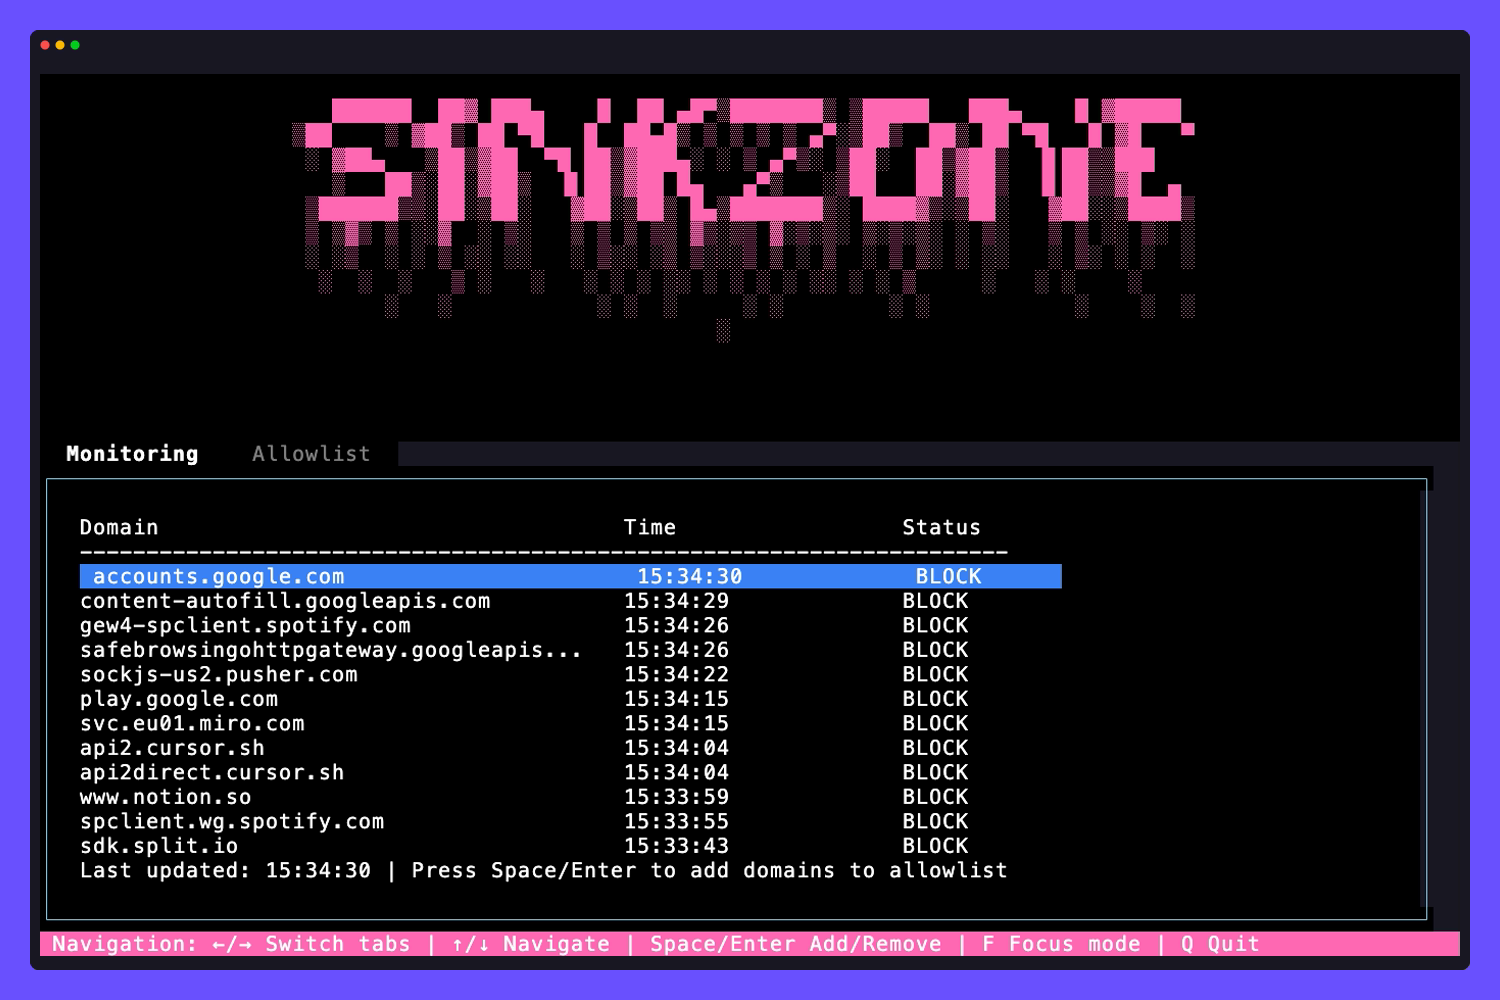 SINKZONE
Monitoring Allowlist
Domain Time Status
----------------------------------------------------------------------
accounts.google.com 15:34:30 BLOCK
content-autofill.googleapis.com 15:34:29 BLOCK
gew4-spclient.spotify.com 15:34:26 BLOCK
safebrowsingohttpgateway.googleapis... 15:34:26 BLOCK
sockjs-us2.pusher.com 15:34:22 BLOCK
play.google.com 15:34:15 BLOCK
svc.eu01.miro.com 15:34:15 BLOCK
api2.cursor.sh 15:34:04 BLOCK
api2direct.cursor.sh 15:34:04 BLOCK
www.notion.so 15:33:59 BLOCK
spclient.wg.spotify.com 15:33:55 BLOCK
sdk.split.io 15:33:43 BLOCK
Last updated: 15:34:30 | Press Space/Enter to add domains to allowlist
Navigation: ←/→ Switch tabs | ↑/↓ Navigate | Space/Enter Add/Remove | F Focus mode | Q Quit